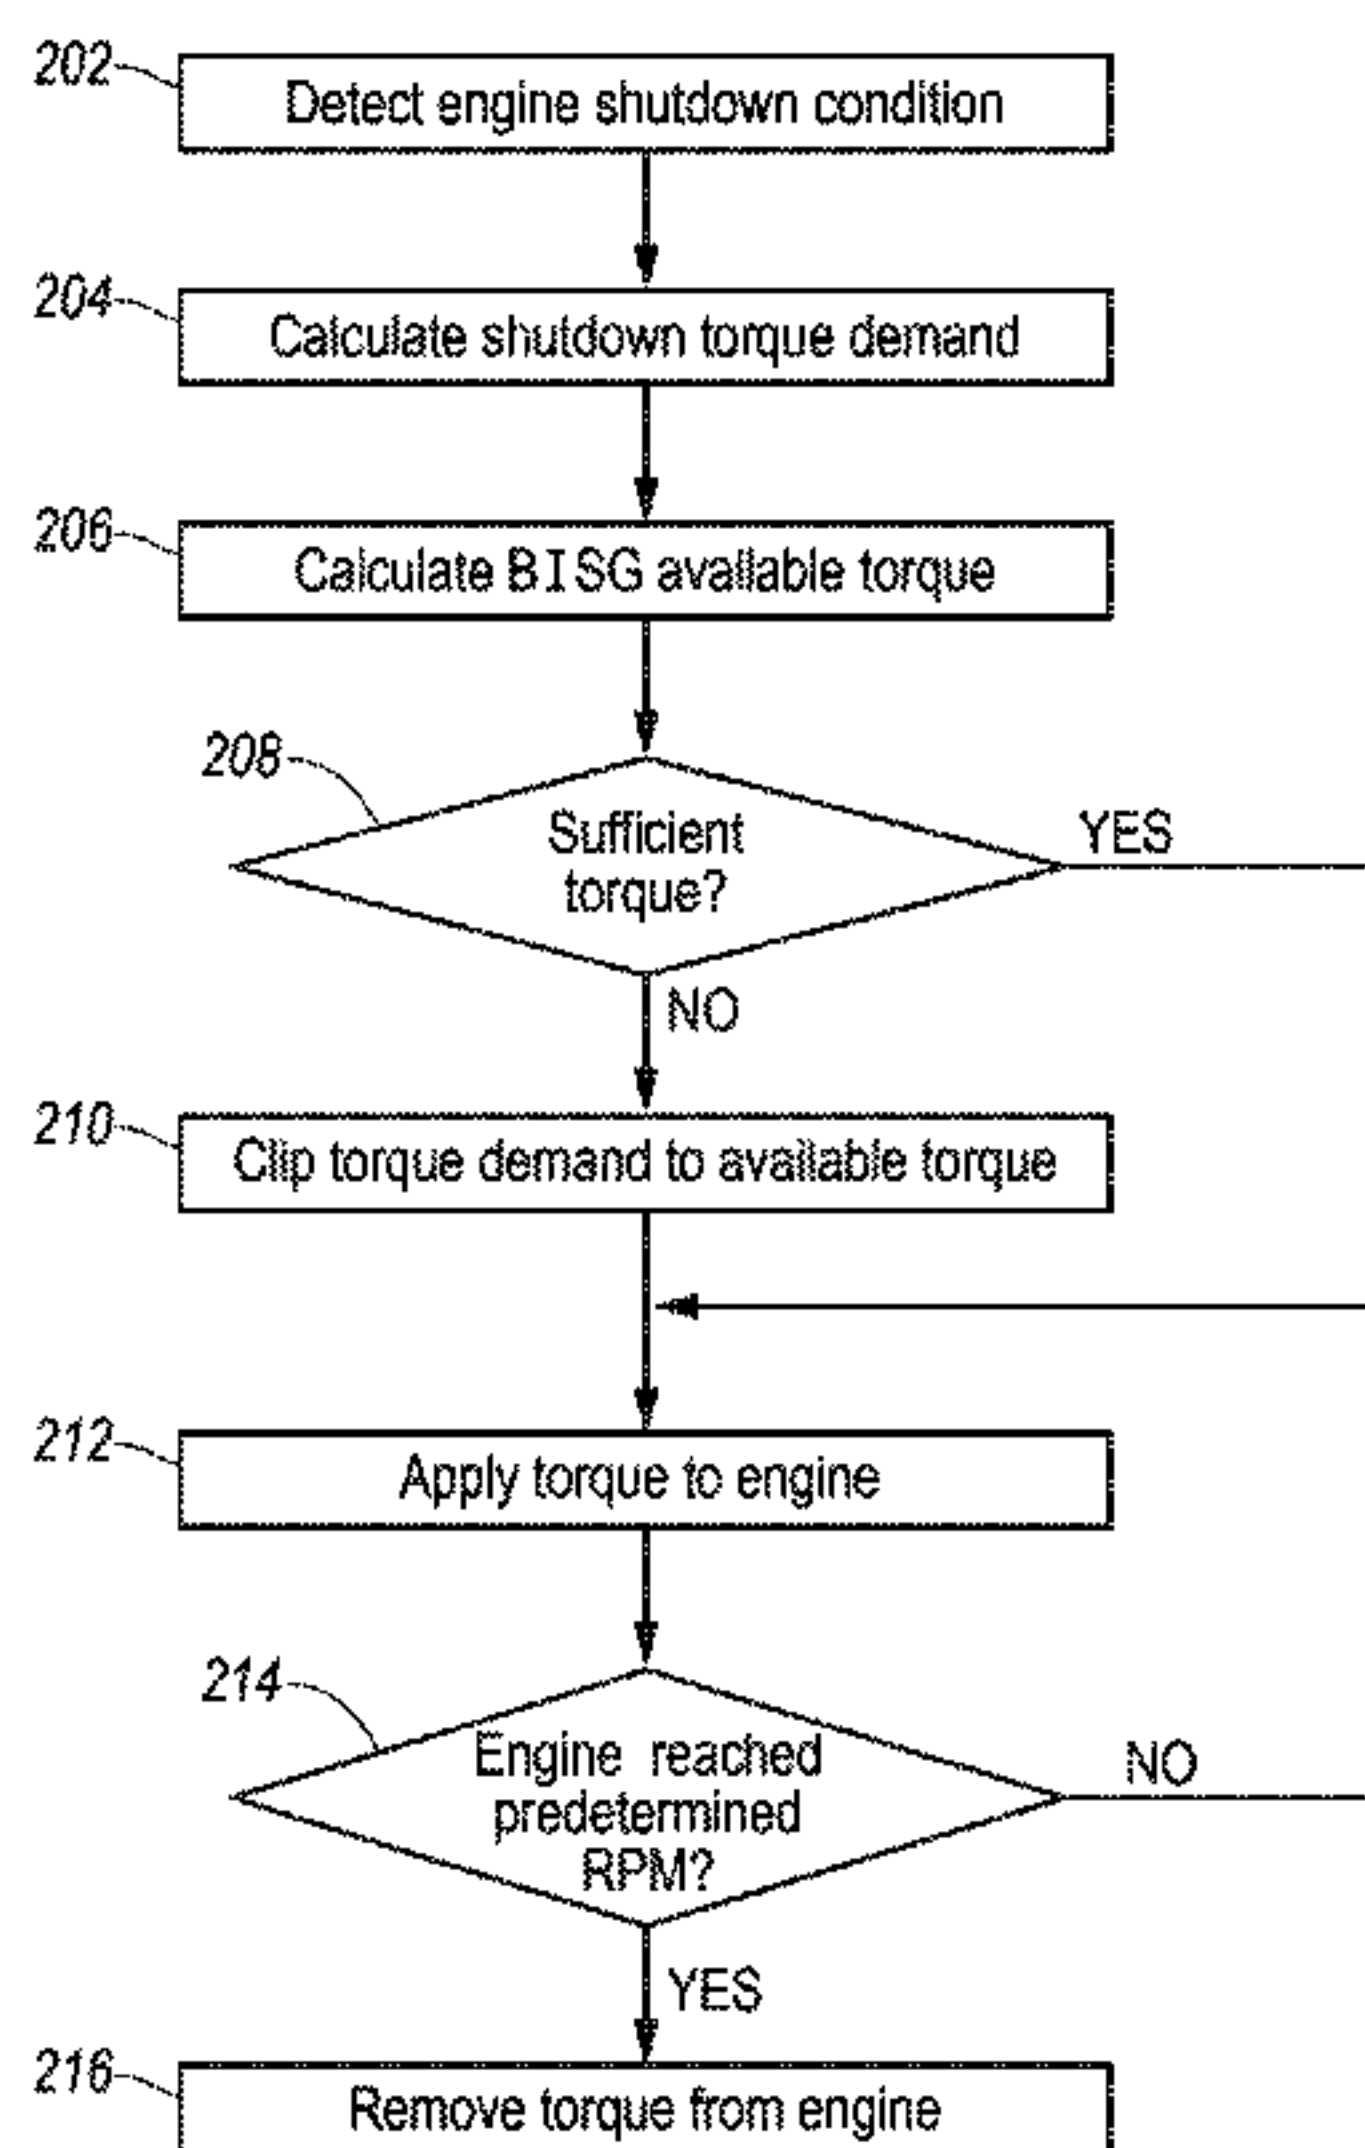 202
Detect engine shutdown condition
204
Calculate shutdown torque demand
206
Calculate BISG available torque
208
Sufficient
torque?
YES
NO
210
Clip torque demand to available torque
212
Apply torque to engine
214
Engine reached
predetermined
RPM?
NO
YES
216
Remove torque from engine